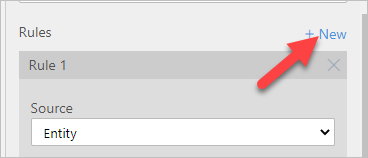 Rules + New
Rule 1
Source
Entity